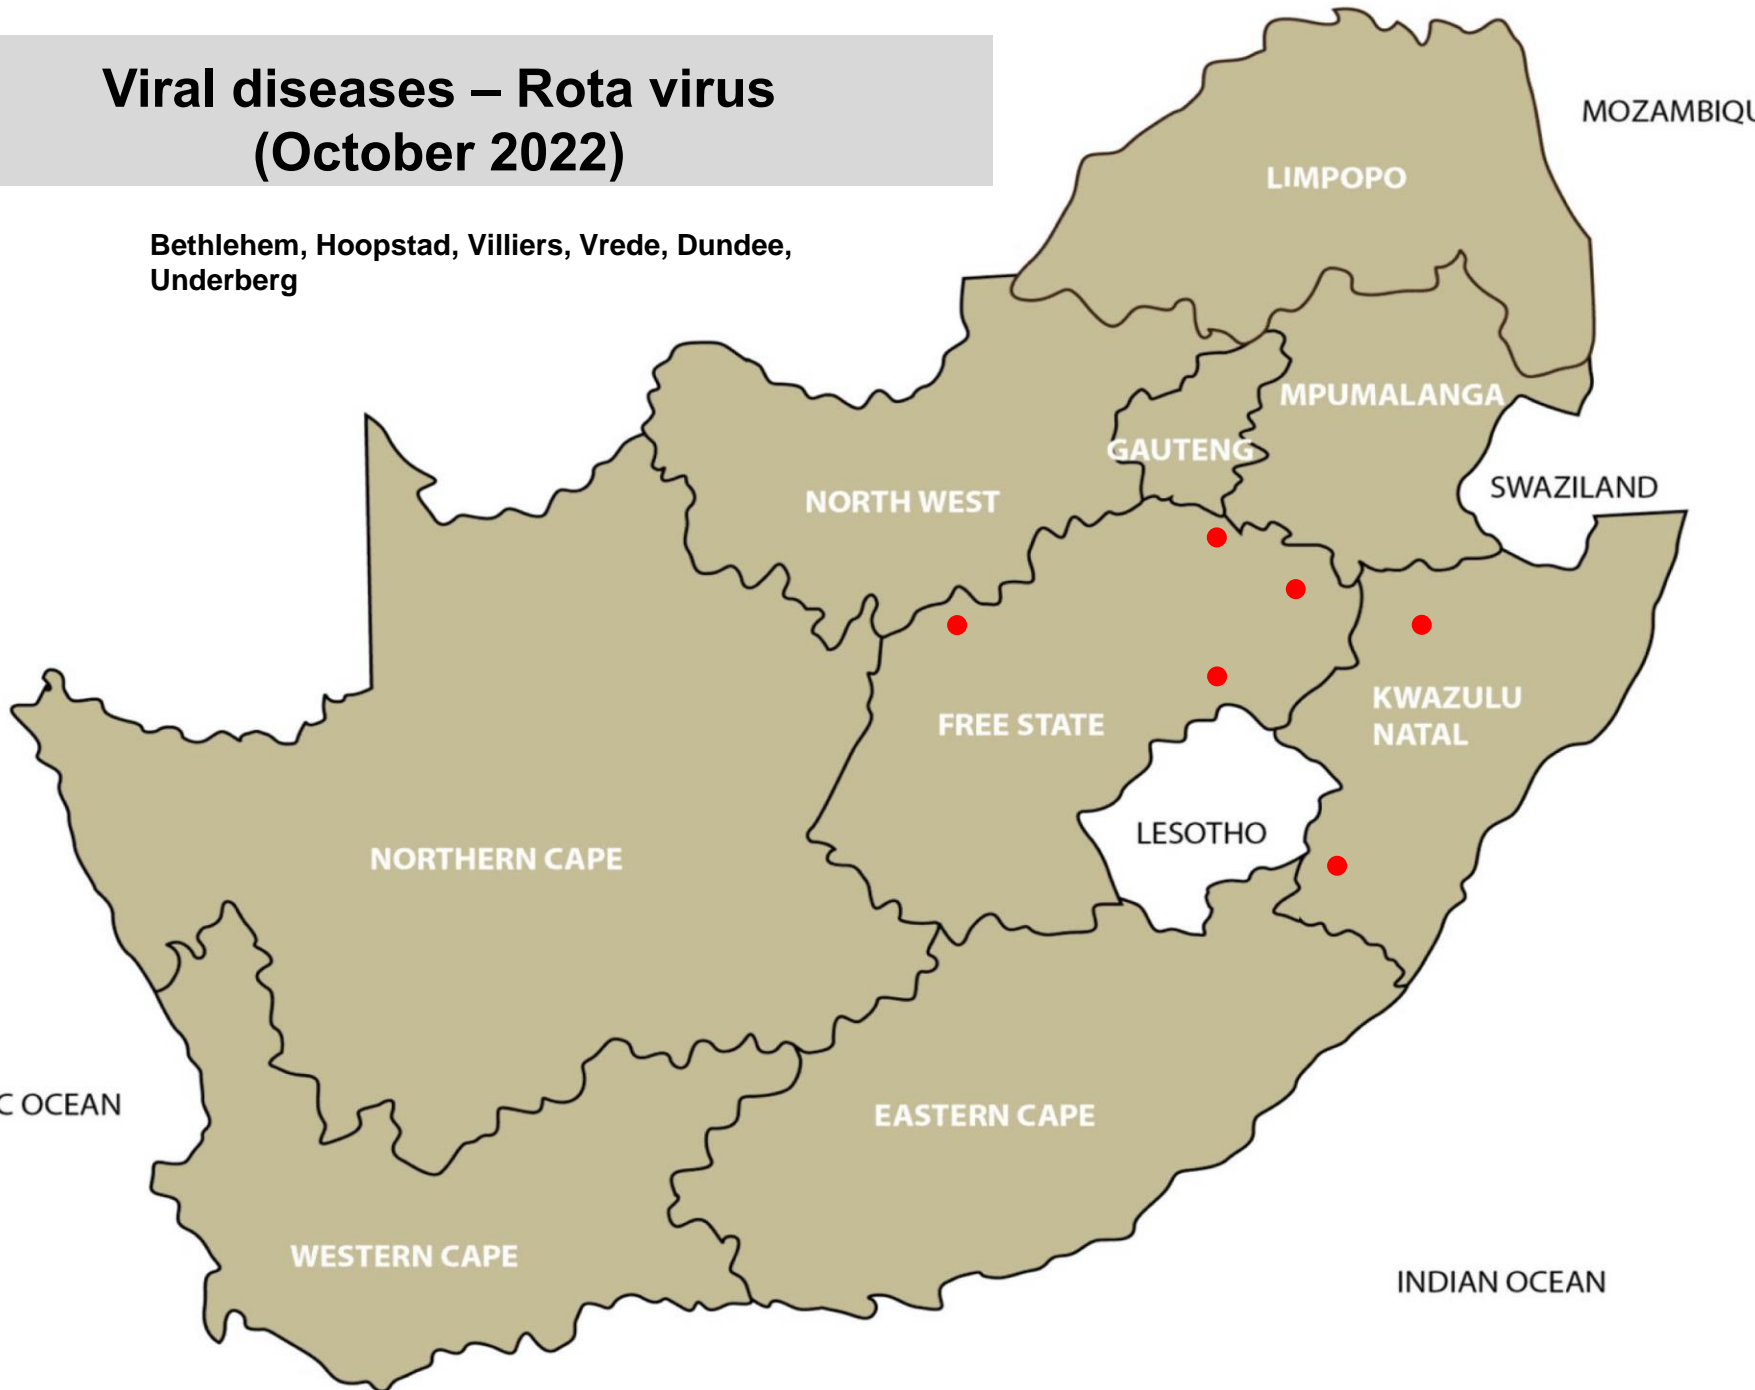 Viral diseases – Rota virus
(October 2022)
Bethlehem, Hoopstad, Villiers, Vrede, Dundee,
Underberg
MOZAMBIQU
LIMPOPO
MPUMALANGA
GAUTENG
SWAZILAND
NORTH WEST
KWAZULU
NATAL
FREE STATE
LESOTHO
NORTHERN CAPE
C OCEAN
EASTERN CAPE
WESTERN CAPE
INDIAN OCEAN